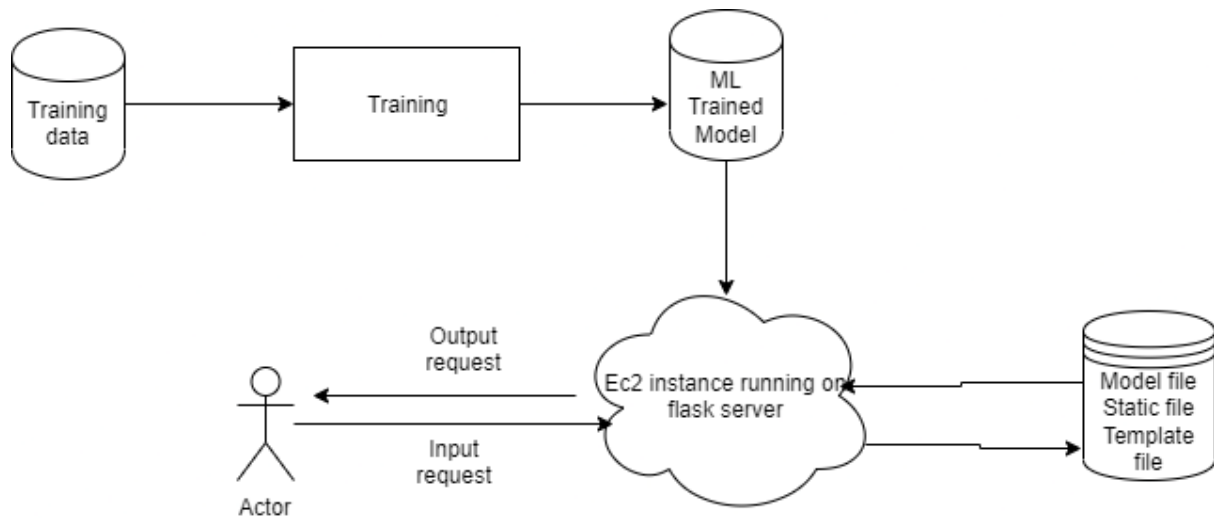 Training
data
Training
ML
Trained
Model
Output
request
Input
request
Actor
Ec2 instance running on
flask server
Model file
Static file
Template
file